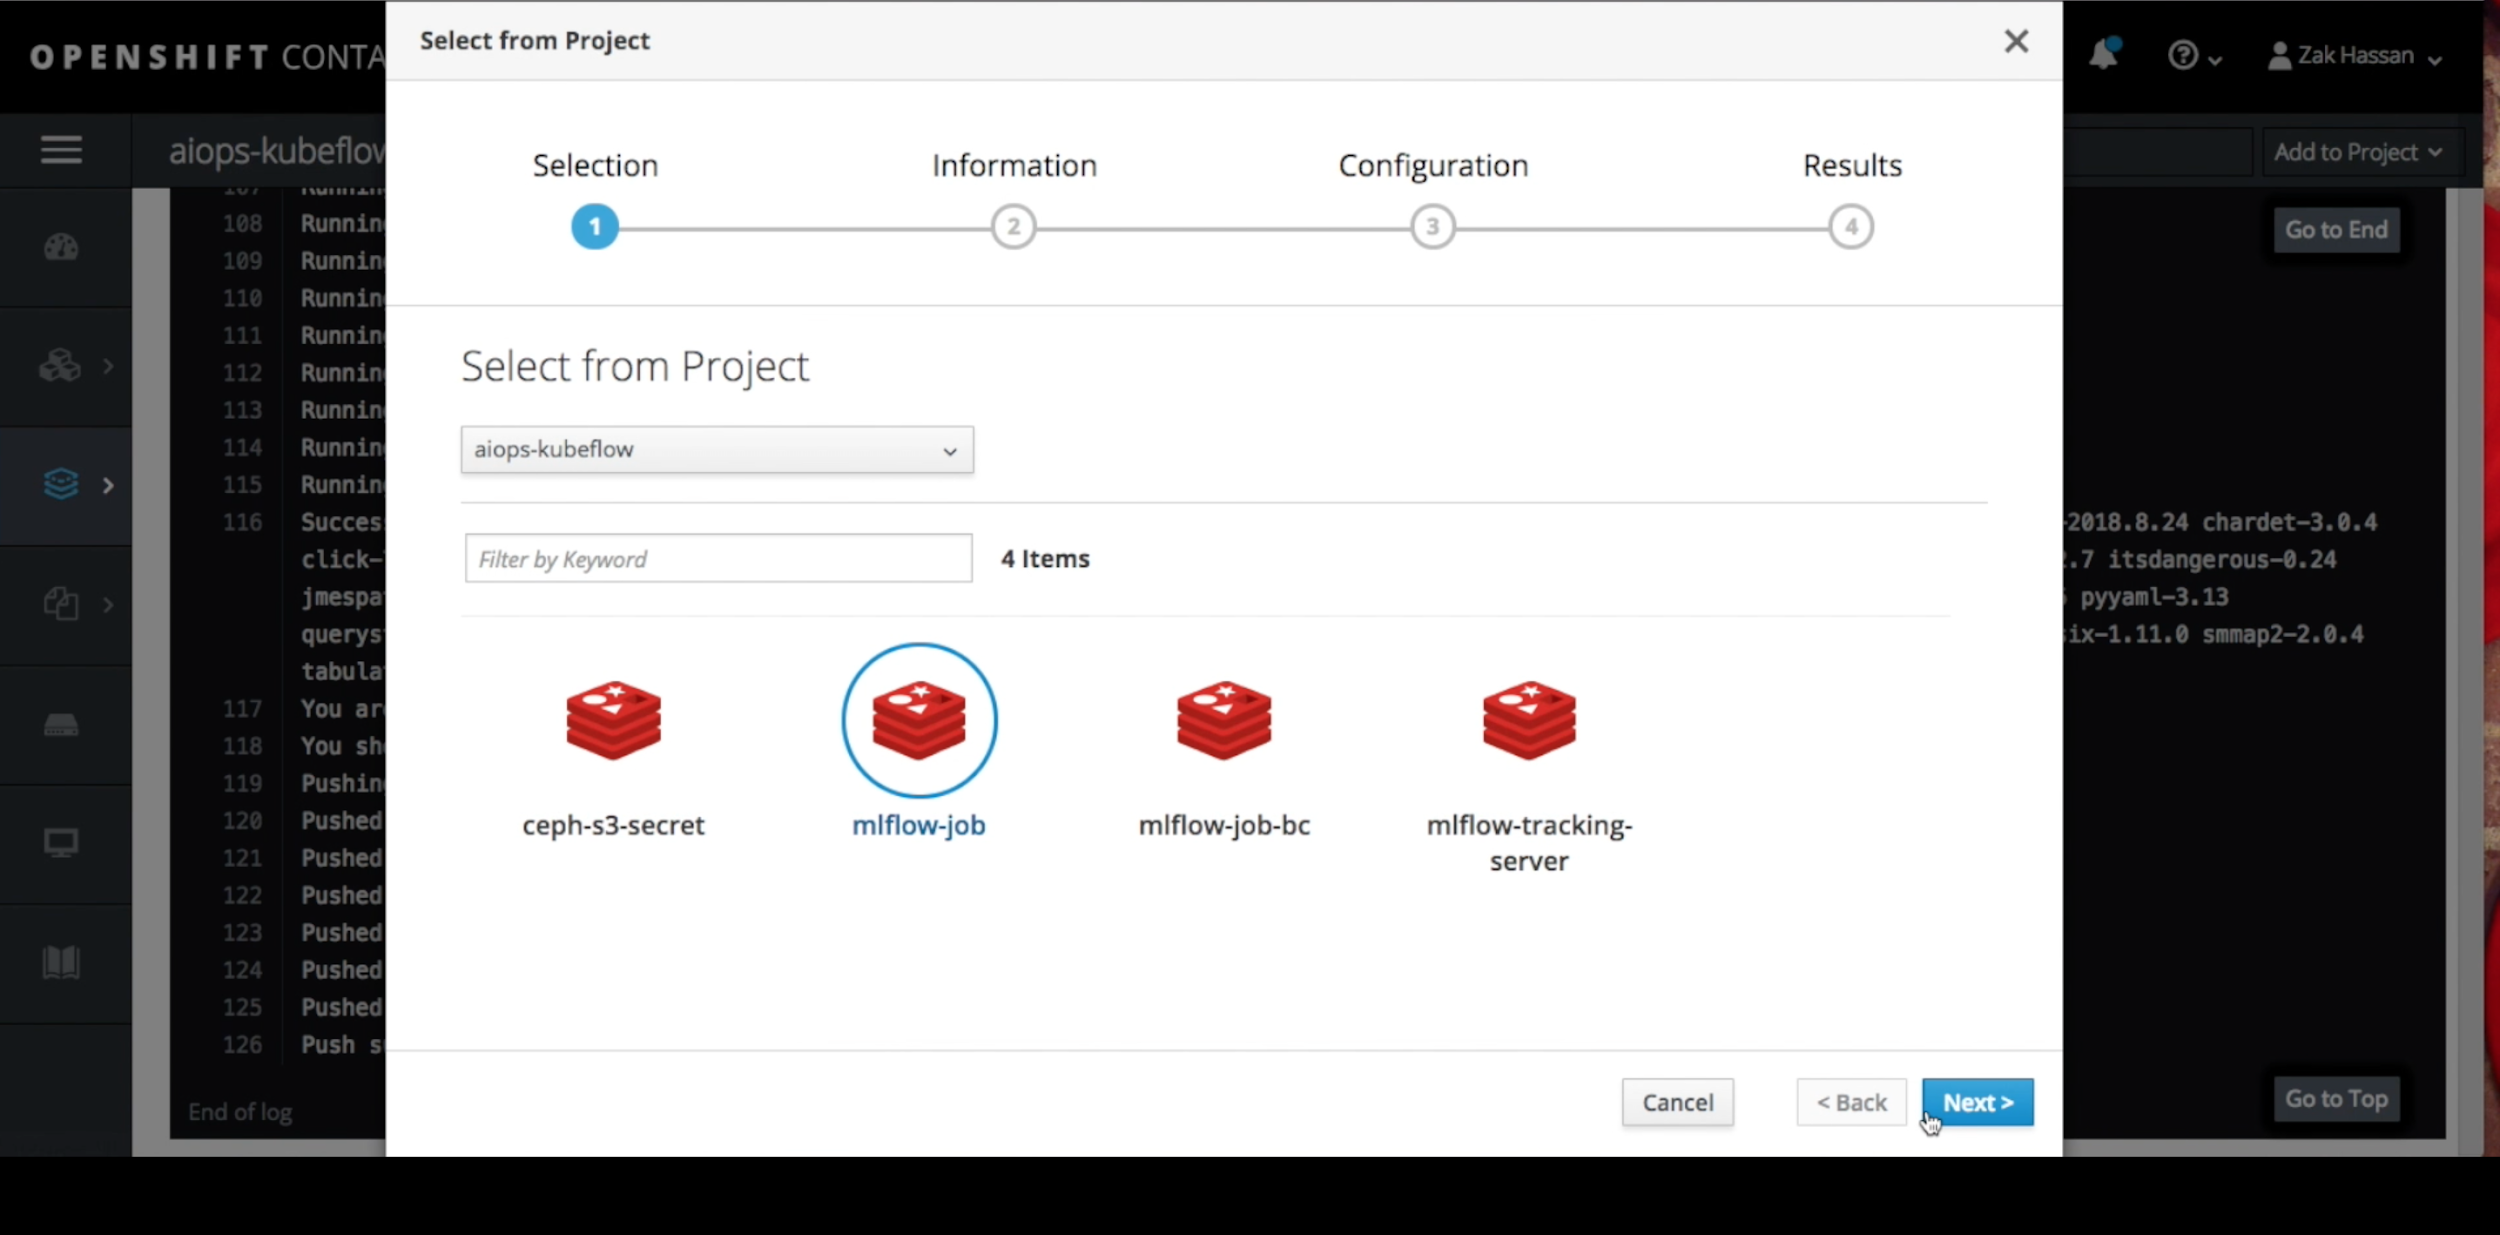 OPENSHIFT CONTA
Select from Project
Zak Hassan
aiops-kubeflow
Add to Project
Selection
Information
Configuration
Results
1
2
3
4
Go to End
Select from Project
aiops-kubeflow
Filter by Keyword
4 Items
ceph-s3-secret
mlflow-job
mlflow-job-bc
mlflow-tracking-
server
107 Runnin
108 Runnin
109 Runnin
110 Runnin
111 Runnin
112 Runnin
113 Runnin
114 Runnin
115 Runnin
116 Succes
-2018.8.24 chardet-3.0.4
click-
.7 itsdangerous-0.24
jmespa
pyyaml-3.13
querys
ix-1.11.0 smmap2-2.0.4
tabula
117 You ar
118 You sh
119 Pushin
120 Pushed
121 Pushed
122 Pushed
123 Pushed
124 Pushed
125 Pushed
126 Push s
End of log
Cancel
< Back
Next >
Go to Top